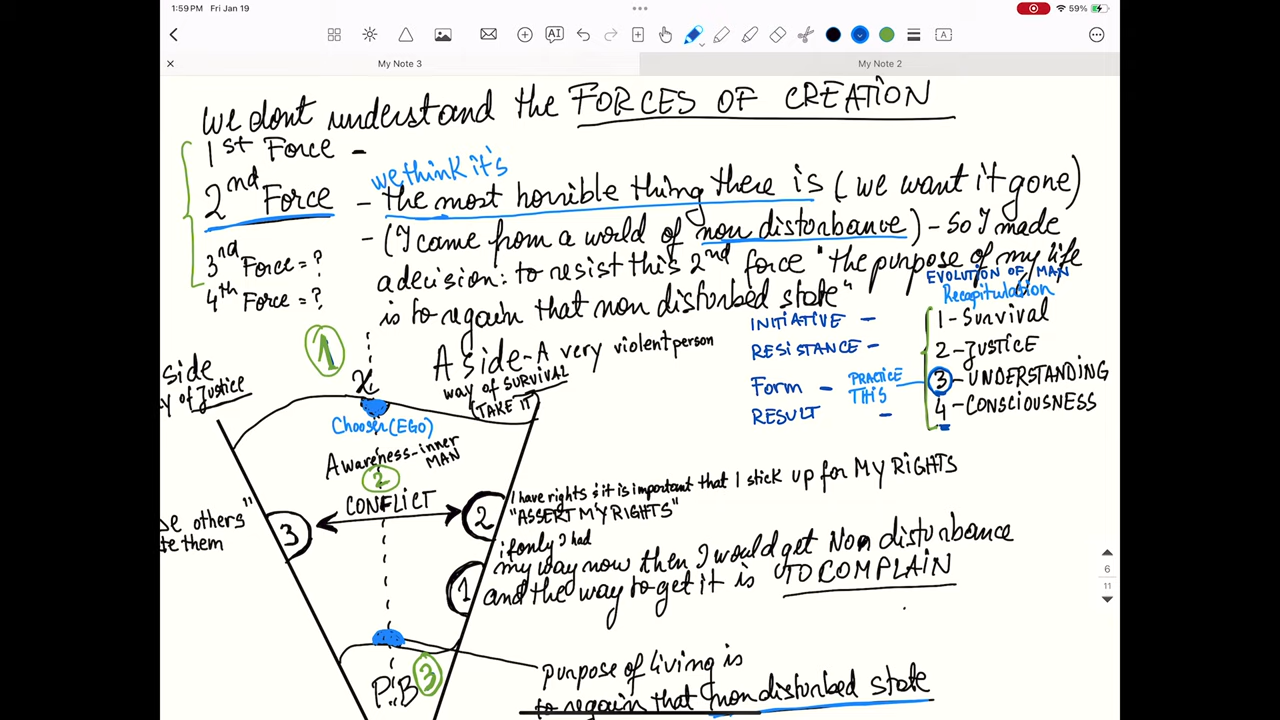 1:59 PM Fri Jan 19
59%
My Note 3
My Note 2
we dont understand the FORCES OF CREATION
1st Force -
we think it's
2nd Force - the most horrible thing there is (we want it gone)
- (I came from a world of non disturbance) - So I made
3rd Force = ? a decision: to resist this 2nd force "the purpose of my life
4th Force = ? is to regain that non disturbed state"
EVOLUTION OF MAN
Recapitulation
INITIATIVE - 1 - Survival
RESISTANCE - 2 - JUSTICE
Form - PRACTICE THIS 3 - UNDERSTANDING
RESULT - 4 - CONSCIOUSNESS
1
side
y of Justice
A side - A very violent person
way of SURVIVAL
(TAKE IT)
Chooser (EGO)
Awareness-inner
MAN
2
CONFLICT
se others"
te them
3
2
I have rights & it is important that I stick up for MY RIGHTS
"ASSERT MY RIGHTS"
if only I had
my way now then I would get Non disturbance
1 and the way to get it is "TO COMPLAIN
6
11
P.B 3
purpose of living is
to regain that non disturbed state